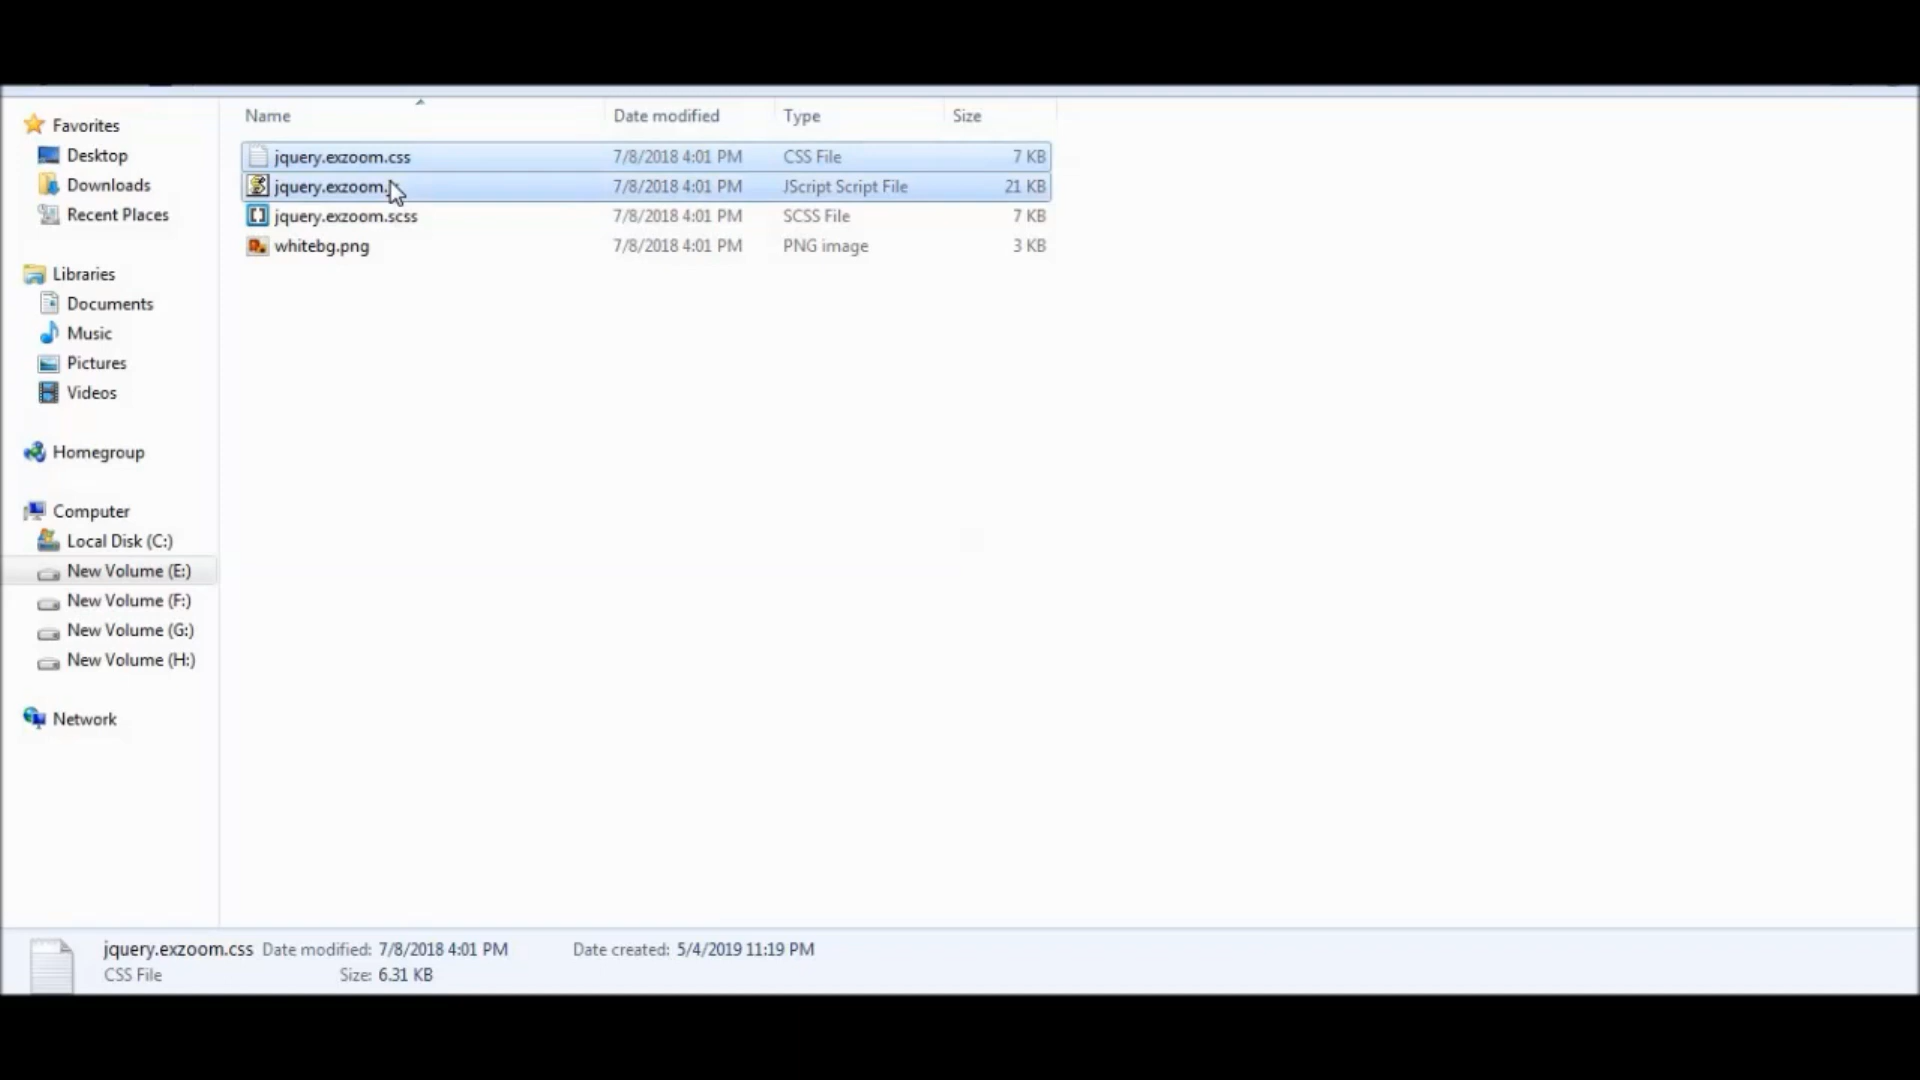 Name Date modified Type Size
Favorites
Desktop
Downloads
Recent Places
Libraries
Documents
Music
Pictures
Videos
Homegroup
Computer
Local Disk (C:)
New Volume (E:)
New Volume (F:)
New Volume (G:)
New Volume (H:)
Network
jquery.exzoom.css 7/8/2018 4:01 PM CSS File 7 KB
jquery.exzoom. 7/8/2018 4:01 PM JScript Script File 21 KB
jquery.exzoom.scss 7/8/2018 4:01 PM SCSS File 7 KB
whitebg.png 7/8/2018 4:01 PM PNG image 3 KB
jquery.exzoom.css Date modified: 7/8/2018 4:01 PM Date created: 5/4/2019 11:19 PM
CSS File Size: 6.31 KB